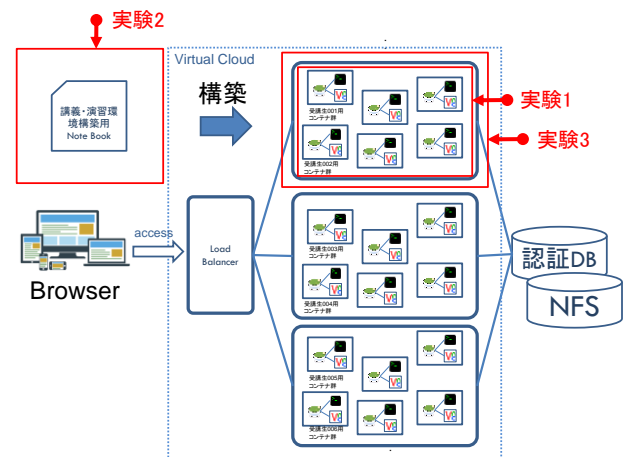 実験2
Virtual Cloud
構築
講義・演習環
境構築用
Note Book
受講生001用
コンテナ群
受講生002用
コンテナ群
実験1
実験3
access
Load
Balancer
Browser
受講生003用
コンテナ群
受講生004用
コンテナ群
認証DB
NFS
受講生005用
コンテナ群
受講生006用
コンテナ群